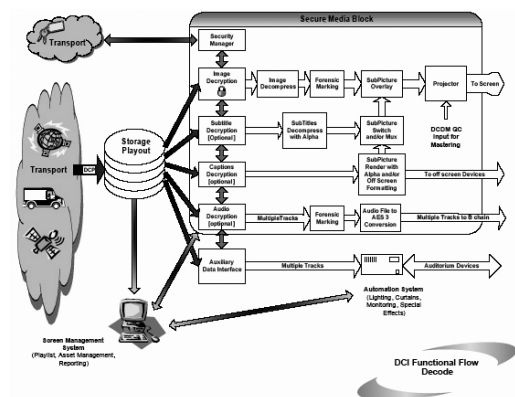 Secure Media Block
Transport
Security
Manager
Image
Decryption
Image
Decompress
Forensic
Marking
SubPicture
Overlay
Projector
To Screen
Storage
Playout
Subtitle
Decryption
[Optional]
SubTitles
Decompress
with Alpha
SubPicture
Switch
and/or Mux
DCDM QC
Input for
Mastering
Transport
DCP
Captions
Decryption
[optional]
SubPicture
Render with
Alpha and/or
Off Screen
Formatting
To off screen Devices
Audio
Decryption
[optional]
MultipleTracks
Forensic
Marking
Audio File to
AES 3
Conversion
Multiple Tracks to B chain
Auxiliary
Data Interface
Multiple Tracks
Auditorium Devices
Automation System
(Lighting, Curtains,
Monitoring, Special
Effects)
Screen Management
System
(Playlist, Asset Management,
Reporting)
DCI Functional Flow
Decode